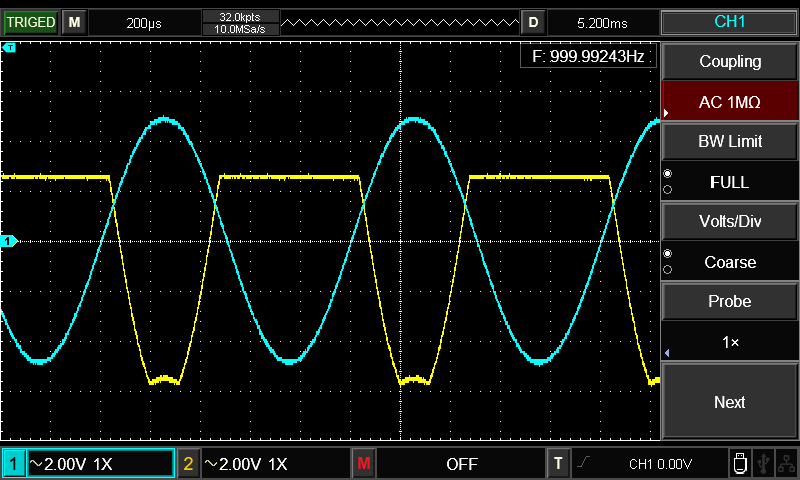 TRIGED M 200µs 32.0kpts D 5.200ms CH1
10.0MSa/s
T
F: 999.99243Hz
Coupling
AC 1MΩ
BW Limit
FULL
Volts/Div
1
Coarse
Probe
1×
Next
1 ~2.00V 1X 2 ~2.00V 1X M OFF T CH1 0.00V